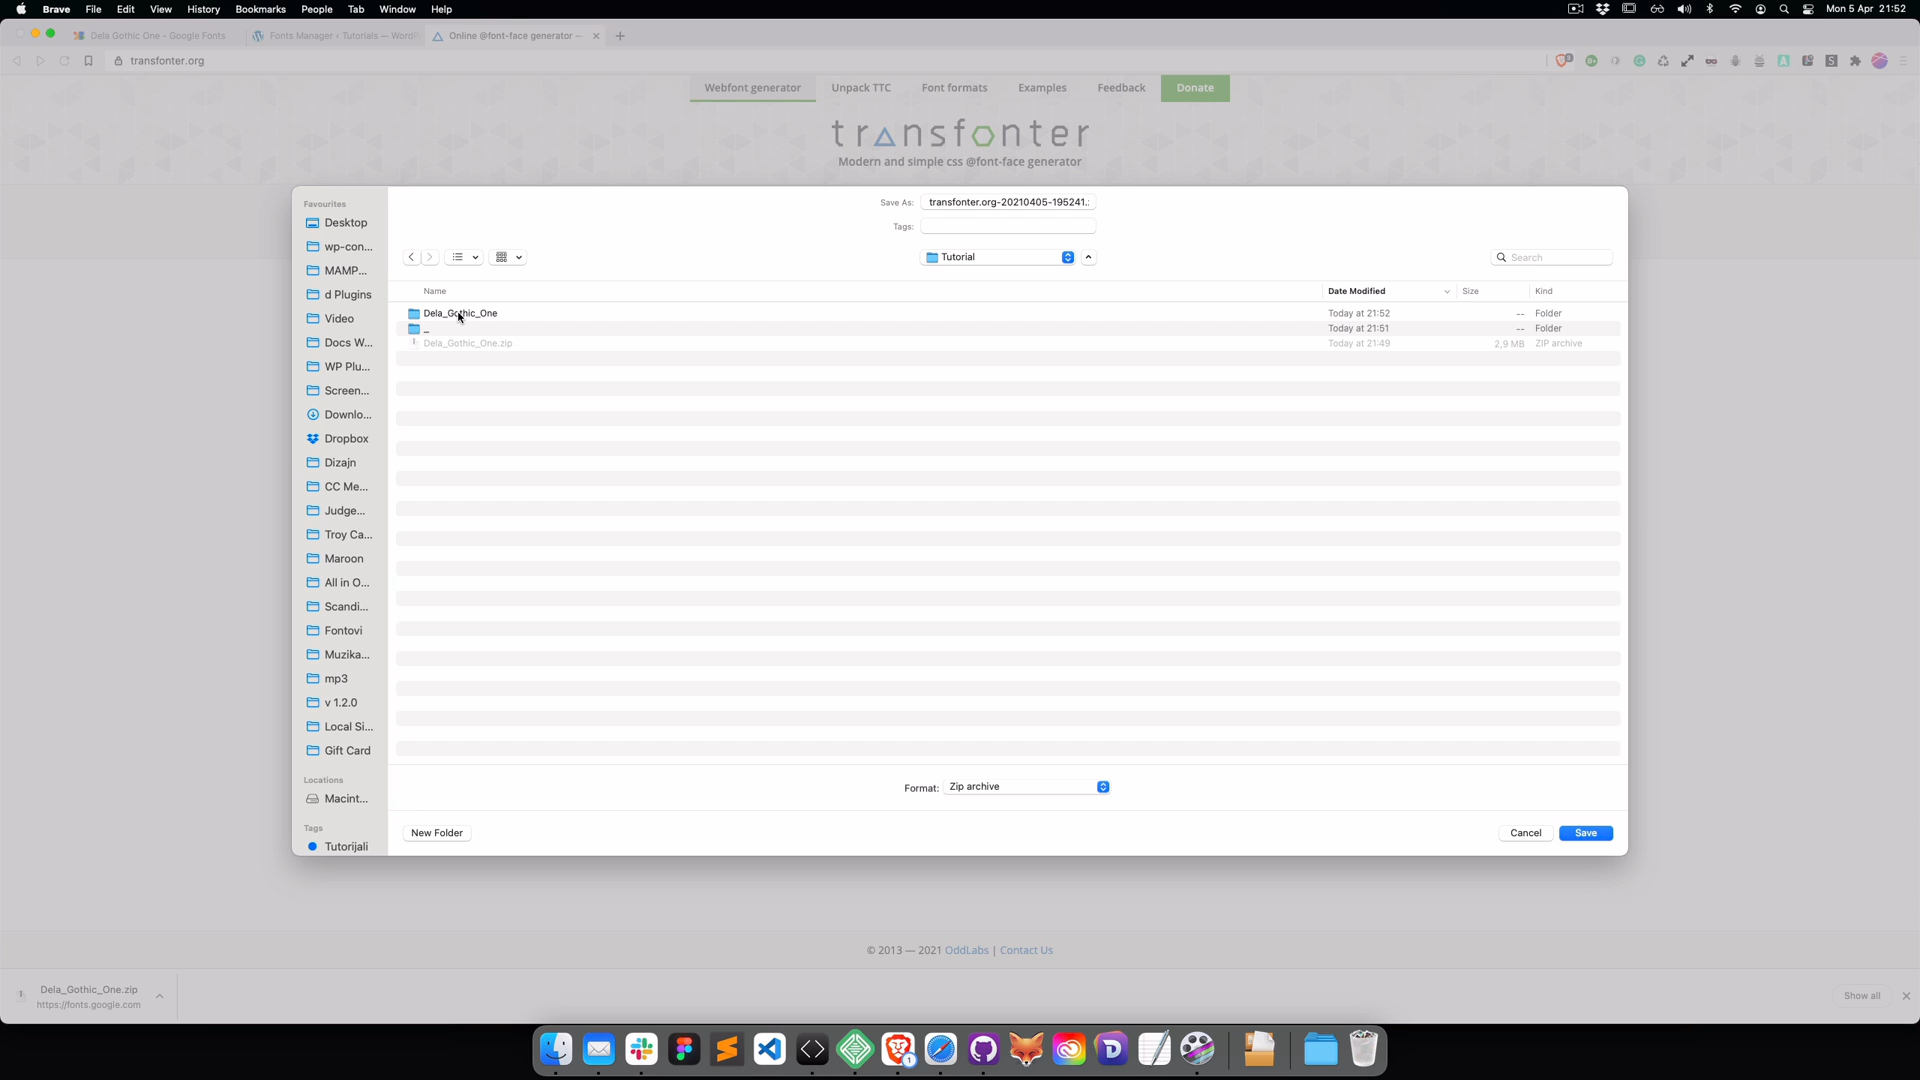 Brave File Edit View History Bookmarks People Tab Window Help Mon 5 Apr 21:52
Dela Gothic One - Google Fonts Fonts Manager ‹ Tutorials — Word Online @font-face generator —
transfonter.org
Webfont generator Unpack TTC Font formats Examples Feedback Donate
transfonter
Modern and simple css @font-face generator
Favourites
Desktop
wp-con...
MAMP...
d Plugins
Video
Docs W...
WP Plu...
Screen...
Downlo...
Dropbox
Dizajn
CC Me...
Judge...
Troy Ca...
Maroon
All in O...
Scandi...
Fontovi
Muzika...
mp3
v 1.2.0
Local Si...
Gift Card
Locations
Macint...
Tags
Tutorijali
Save As: transfonter.org-20210405-195241.
Tags:
Tutorial
Search
Name Date Modified Size Kind
Dela_Gothic_One Today at 21:52 -- Folder
_ Today at 21:51 -- Folder
Dela_Gothic_One.zip Today at 21:49 2,9 MB ZIP archive
Format: Zip archive
New Folder Cancel Save
© 2013 — 2021 OddLabs | Contact Us
Dela_Gothic_One.zip
https://fonts.google.com
Show all